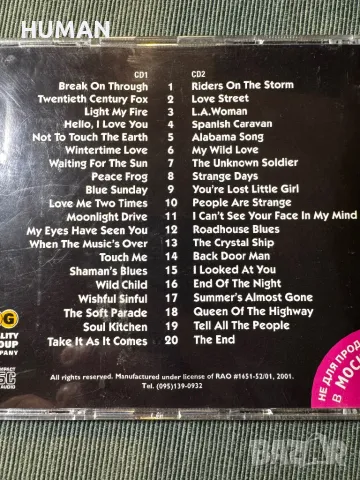 NUMAN
CD1 CD2
Break On Through 1 Riders On The Storm
Twentieth Century Fox 2 Love Street
Light My Fire 3 L.A.Woman
Hello, I Love You 4 Spanish Caravan
Not To Touch The Earth 5 Alabama Song
Wintertime Love 6 My Wild Love
Waiting For The Sun 7 The Unknown Soldier
Peace Frog 8 Strange Days
Blue Sunday 9 You're Lost Little Girl
Love Me Two Times 10 People Are Strange
Moonlight Drive 11 I Can't See Your Face In My Mind
My Eyes Have Seen You 12 Roadhouse Blues
When The Music's Over 13 The Crystal Ship
Touch Me 14 Back Door Man
Shaman's Blues 15 I Looked At You
Wild Child 16 End Of The Night
Wishful Sinful 17 Summer's Almost Gone
The Soft Parade 18 Queen Of The Highway
Soul Kitchen 19 Tell All The People
Take It As It Comes 20 The End
OG
LITY
ROUP
MPANY
All rights reserved. Manufactured under license of RAO #1651-52/01, 2001.
Tel. (095)139-0932
НЕ ДЛЯ ПРОД
В МОСК
bazar.bg